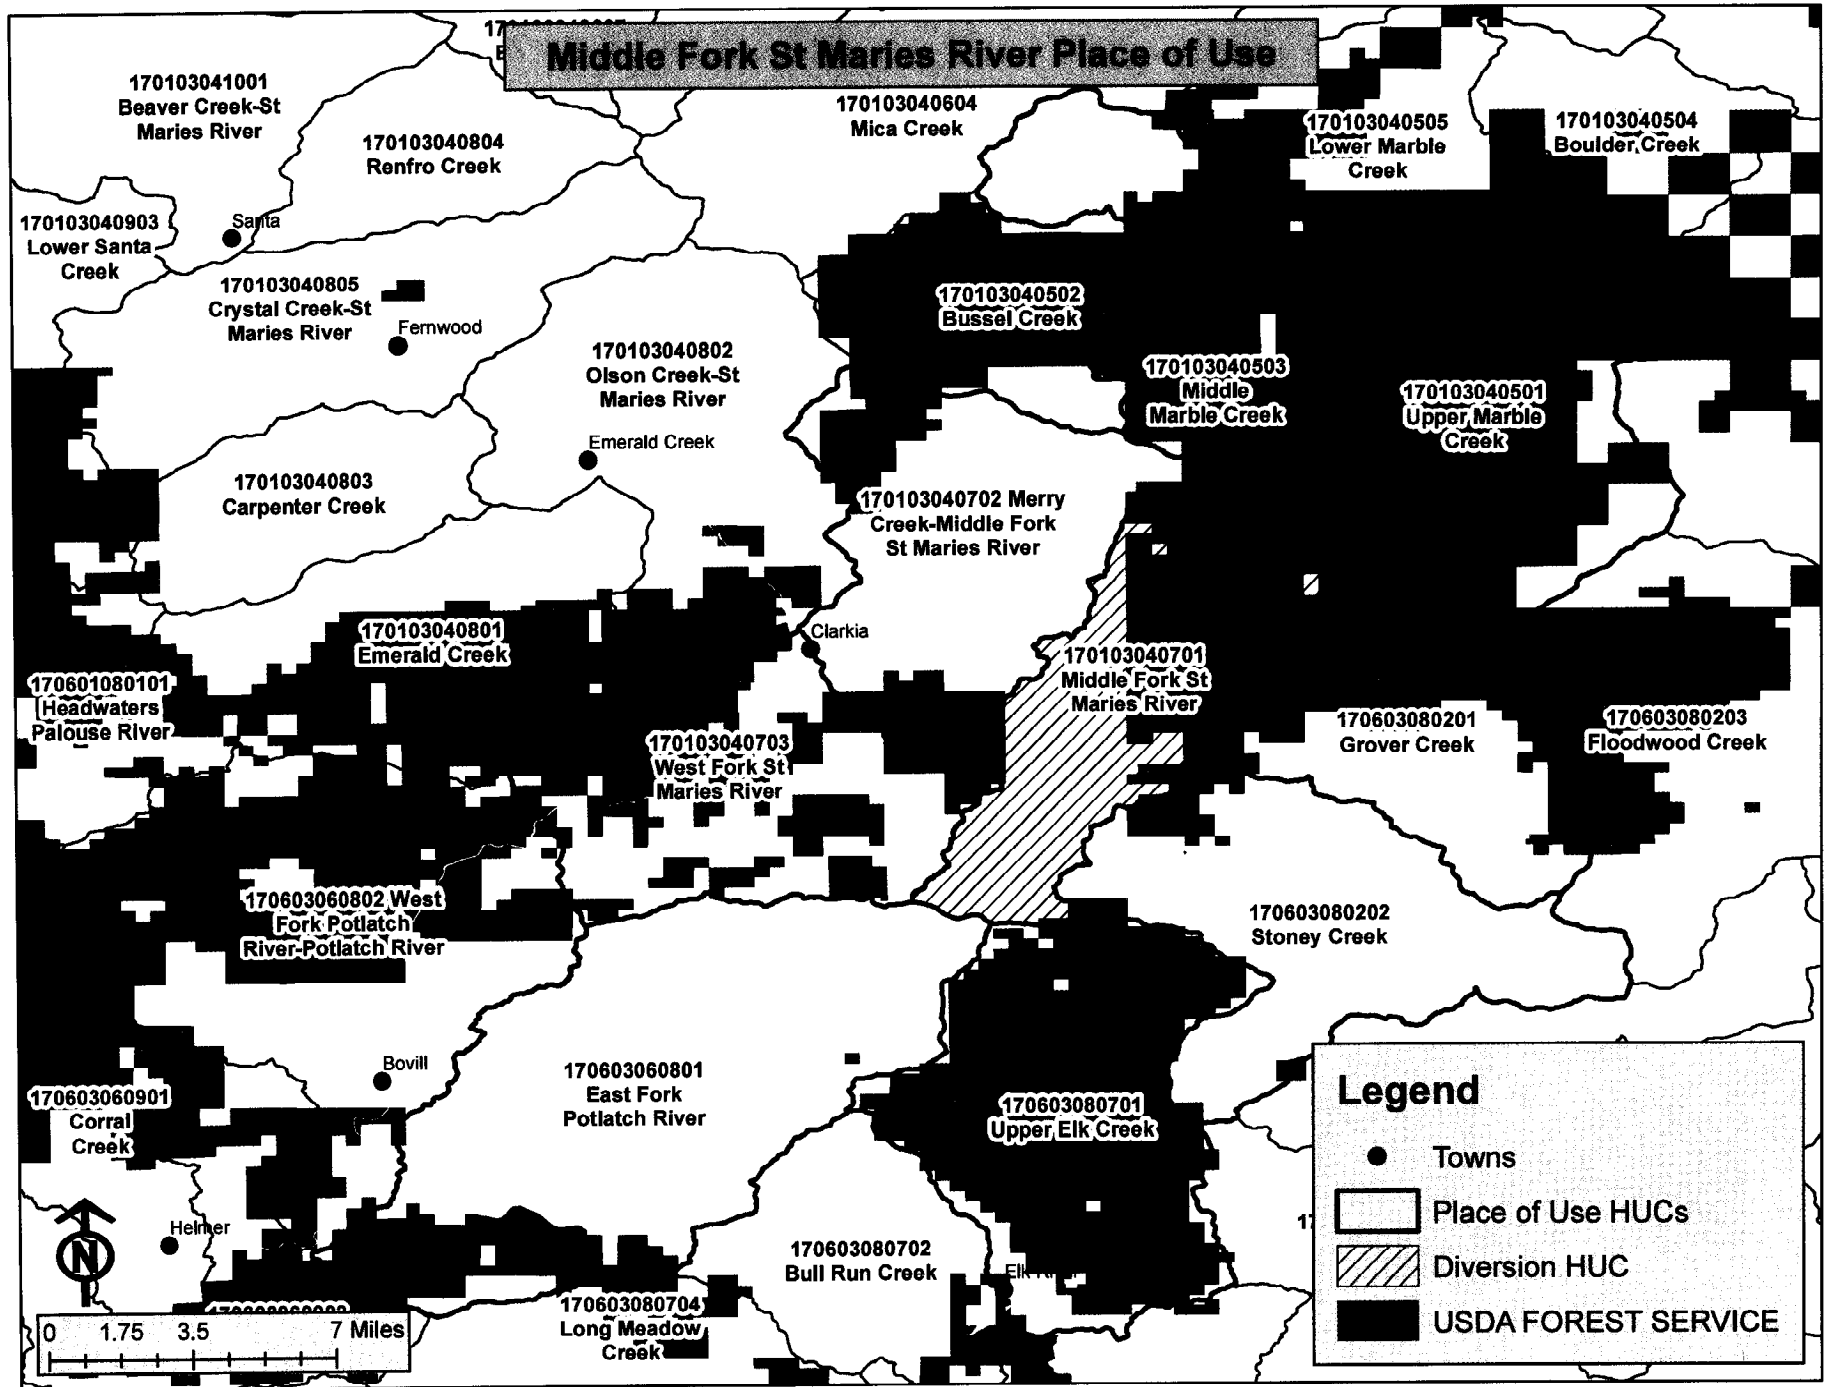 Middle Fork St Maries River Place of Use
170103041001
Beaver Creek-St
Maries River
170103040804
Renfro Creek
170103040604
Mica Creek
170103040505
Lower Marble
Creek
170103040504
Boulder Creek
170103040903
Lower Santa
Creek
Santa
170103040805
Crystal Creek-St
Maries River
Fernwood
170103040802
Olson Creek-St
Maries River
Emerald Creek
170103040502
Bussel Creek
170103040503
Middle
Marble Creek
170103040501
Upper Marble
Creek
170103040803
Carpenter Creek
170103040702 Merry
Creek-Middle Fork
St Maries River
170103040801
Emerald Creek
Clarkia
170103040701
Middle Fork St
Maries River
170601080101
Headwaters
Palouse River
170103040703
West Fork St
Maries River
170603080201
Grover Creek
170603080203
Floodwood Creek
170603060802 West
Fork Potlatch
River-Potlatch River
170603080202
Stoney Creek
Bovill
170603060801
East Fork
Potlatch River
170603060901
Corral
Creek
170603080701
Upper Elk Creek
Helmer
N
170603080702
Bull Run Creek
170603080704
Long Meadow
Creek
0 1.75 3.5 7 Miles
Legend
Towns
Place of Use HUCs
Diversion HUC
USDA FOREST SERVICE